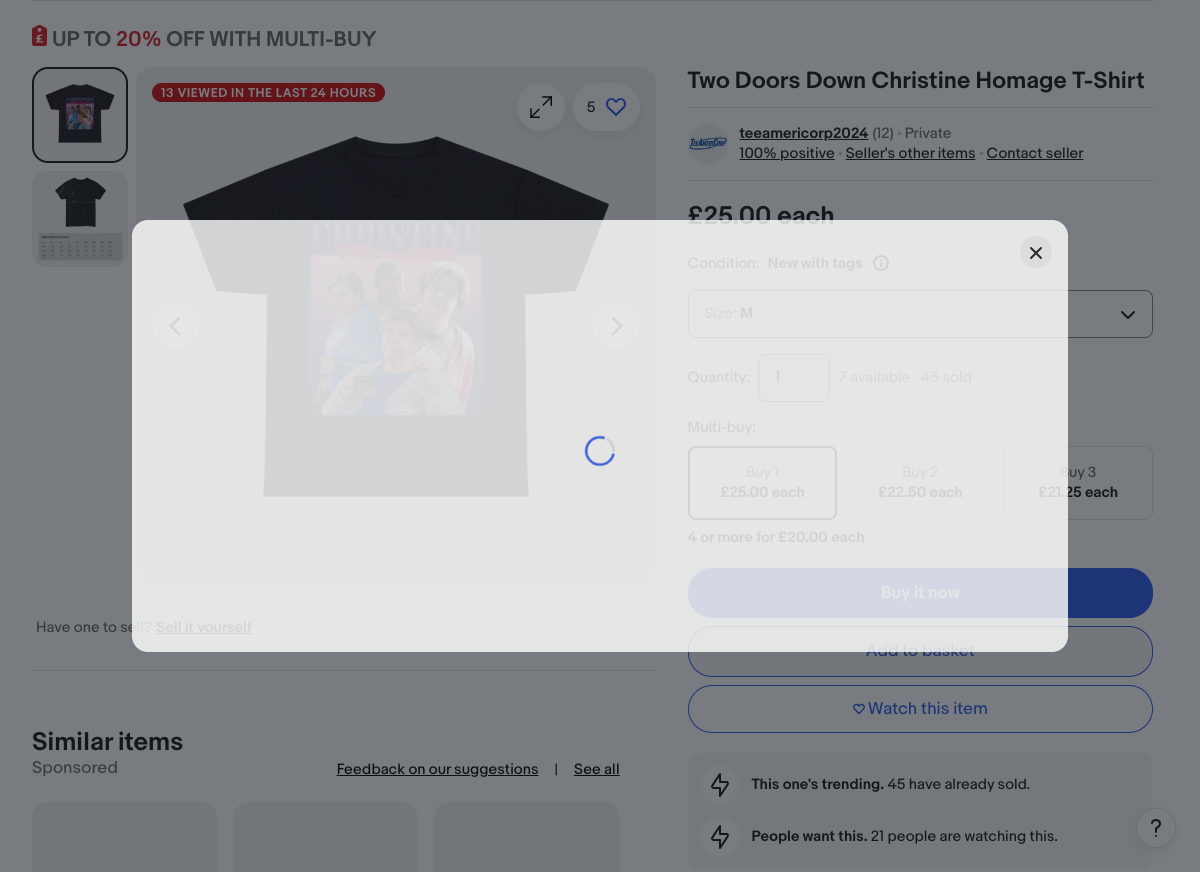 UP TO 20% OFF WITH MULTI-BUY
13 VIEWED IN THE LAST 24 HOURS
5
Two Doors Down Christine Homage T-Shirt
teeamericorp2024 (12) · Private
100% positive · Seller's other items · Contact seller
£25.00 each
Condition: New with tags
Size: M
Quantity: 1 7 available · 45 sold
Multi-buy:
Buy 1
£25.00 each
Buy 2
£22.50 each
Buy 3
£21.25 each
4 or more for £20.00 each
Buy it now
Add to basket
Watch this item
Have one to sell? Sell it yourself
Similar items
Sponsored
Feedback on our suggestions | See all
This one's trending. 45 have already sold.
People want this. 21 people are watching this.
?